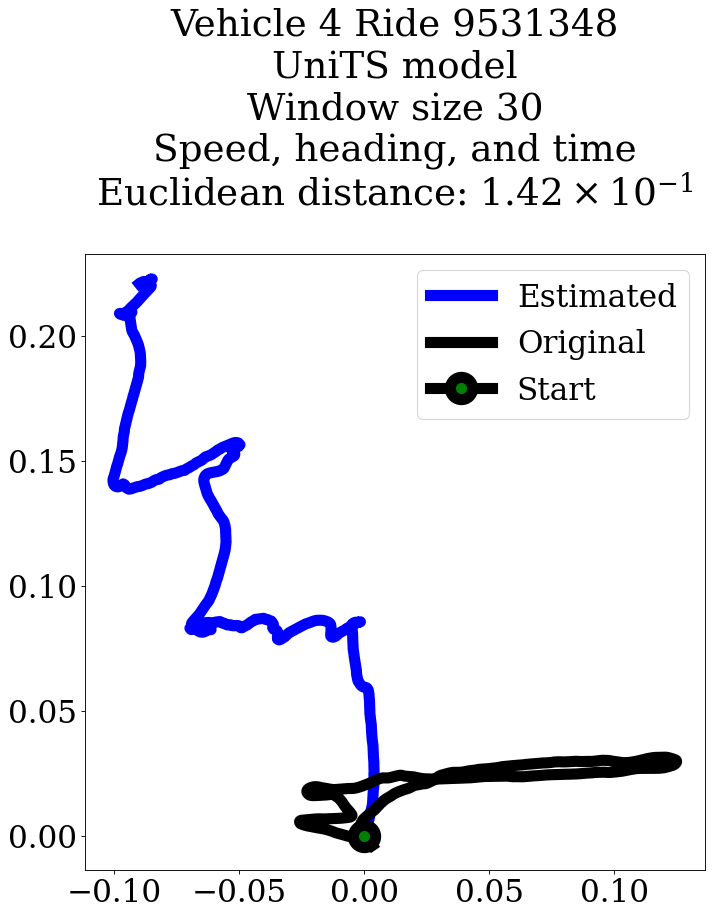 Vehicle 4 Ride 9531348
UniTS model
Window size 30
Speed, heading, and time
Euclidean distance: 1.42 × 10⁻¹
Estimated
Original
Start
0.20
0.15
0.10
0.05
0.00
−0.10 −0.05 0.00 0.05 0.10